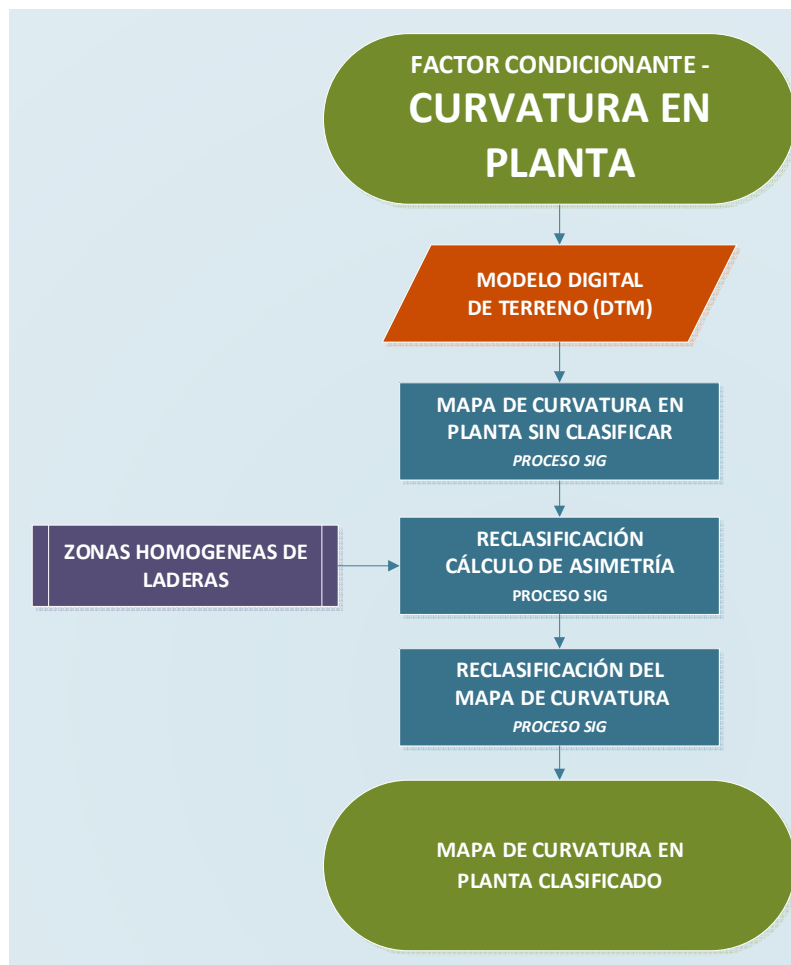 FACTOR CONDICIONANTE -
CURVATURA EN
PLANTA
MODELO DIGITAL
DE TERRENO (DTM)
MAPA DE CURVATURA EN
PLANTA SIN CLASIFICAR
PROCESO SIG
ZONAS HOMOGENEAS DE
LADERAS
RECLASIFICACIÓN
CÁLCULO DE ASIMETRÍA
PROCESO SIG
RECLASIFICACIÓN DEL
MAPA DE CURVATURA
PROCESO SIG
MAPA DE CURVATURA EN
PLANTA CLASIFICADO